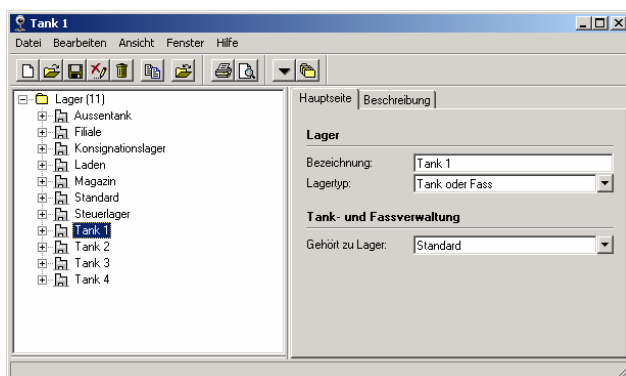 Tank 1
Datei Bearbeiten Ansicht Fenster Hilfe
Lager (11)
Aussentank
Filiale
Konsignationslager
Laden
Magazin
Standard
Steuerlager
Tank 1
Tank 2
Tank 3
Tank 4
Hauptseite Beschreibung
Lager
Bezeichnung: Tank 1
Lagertyp: Tank oder Fass
Tank- und Fassverwaltung
Gehört zu Lager: Standard